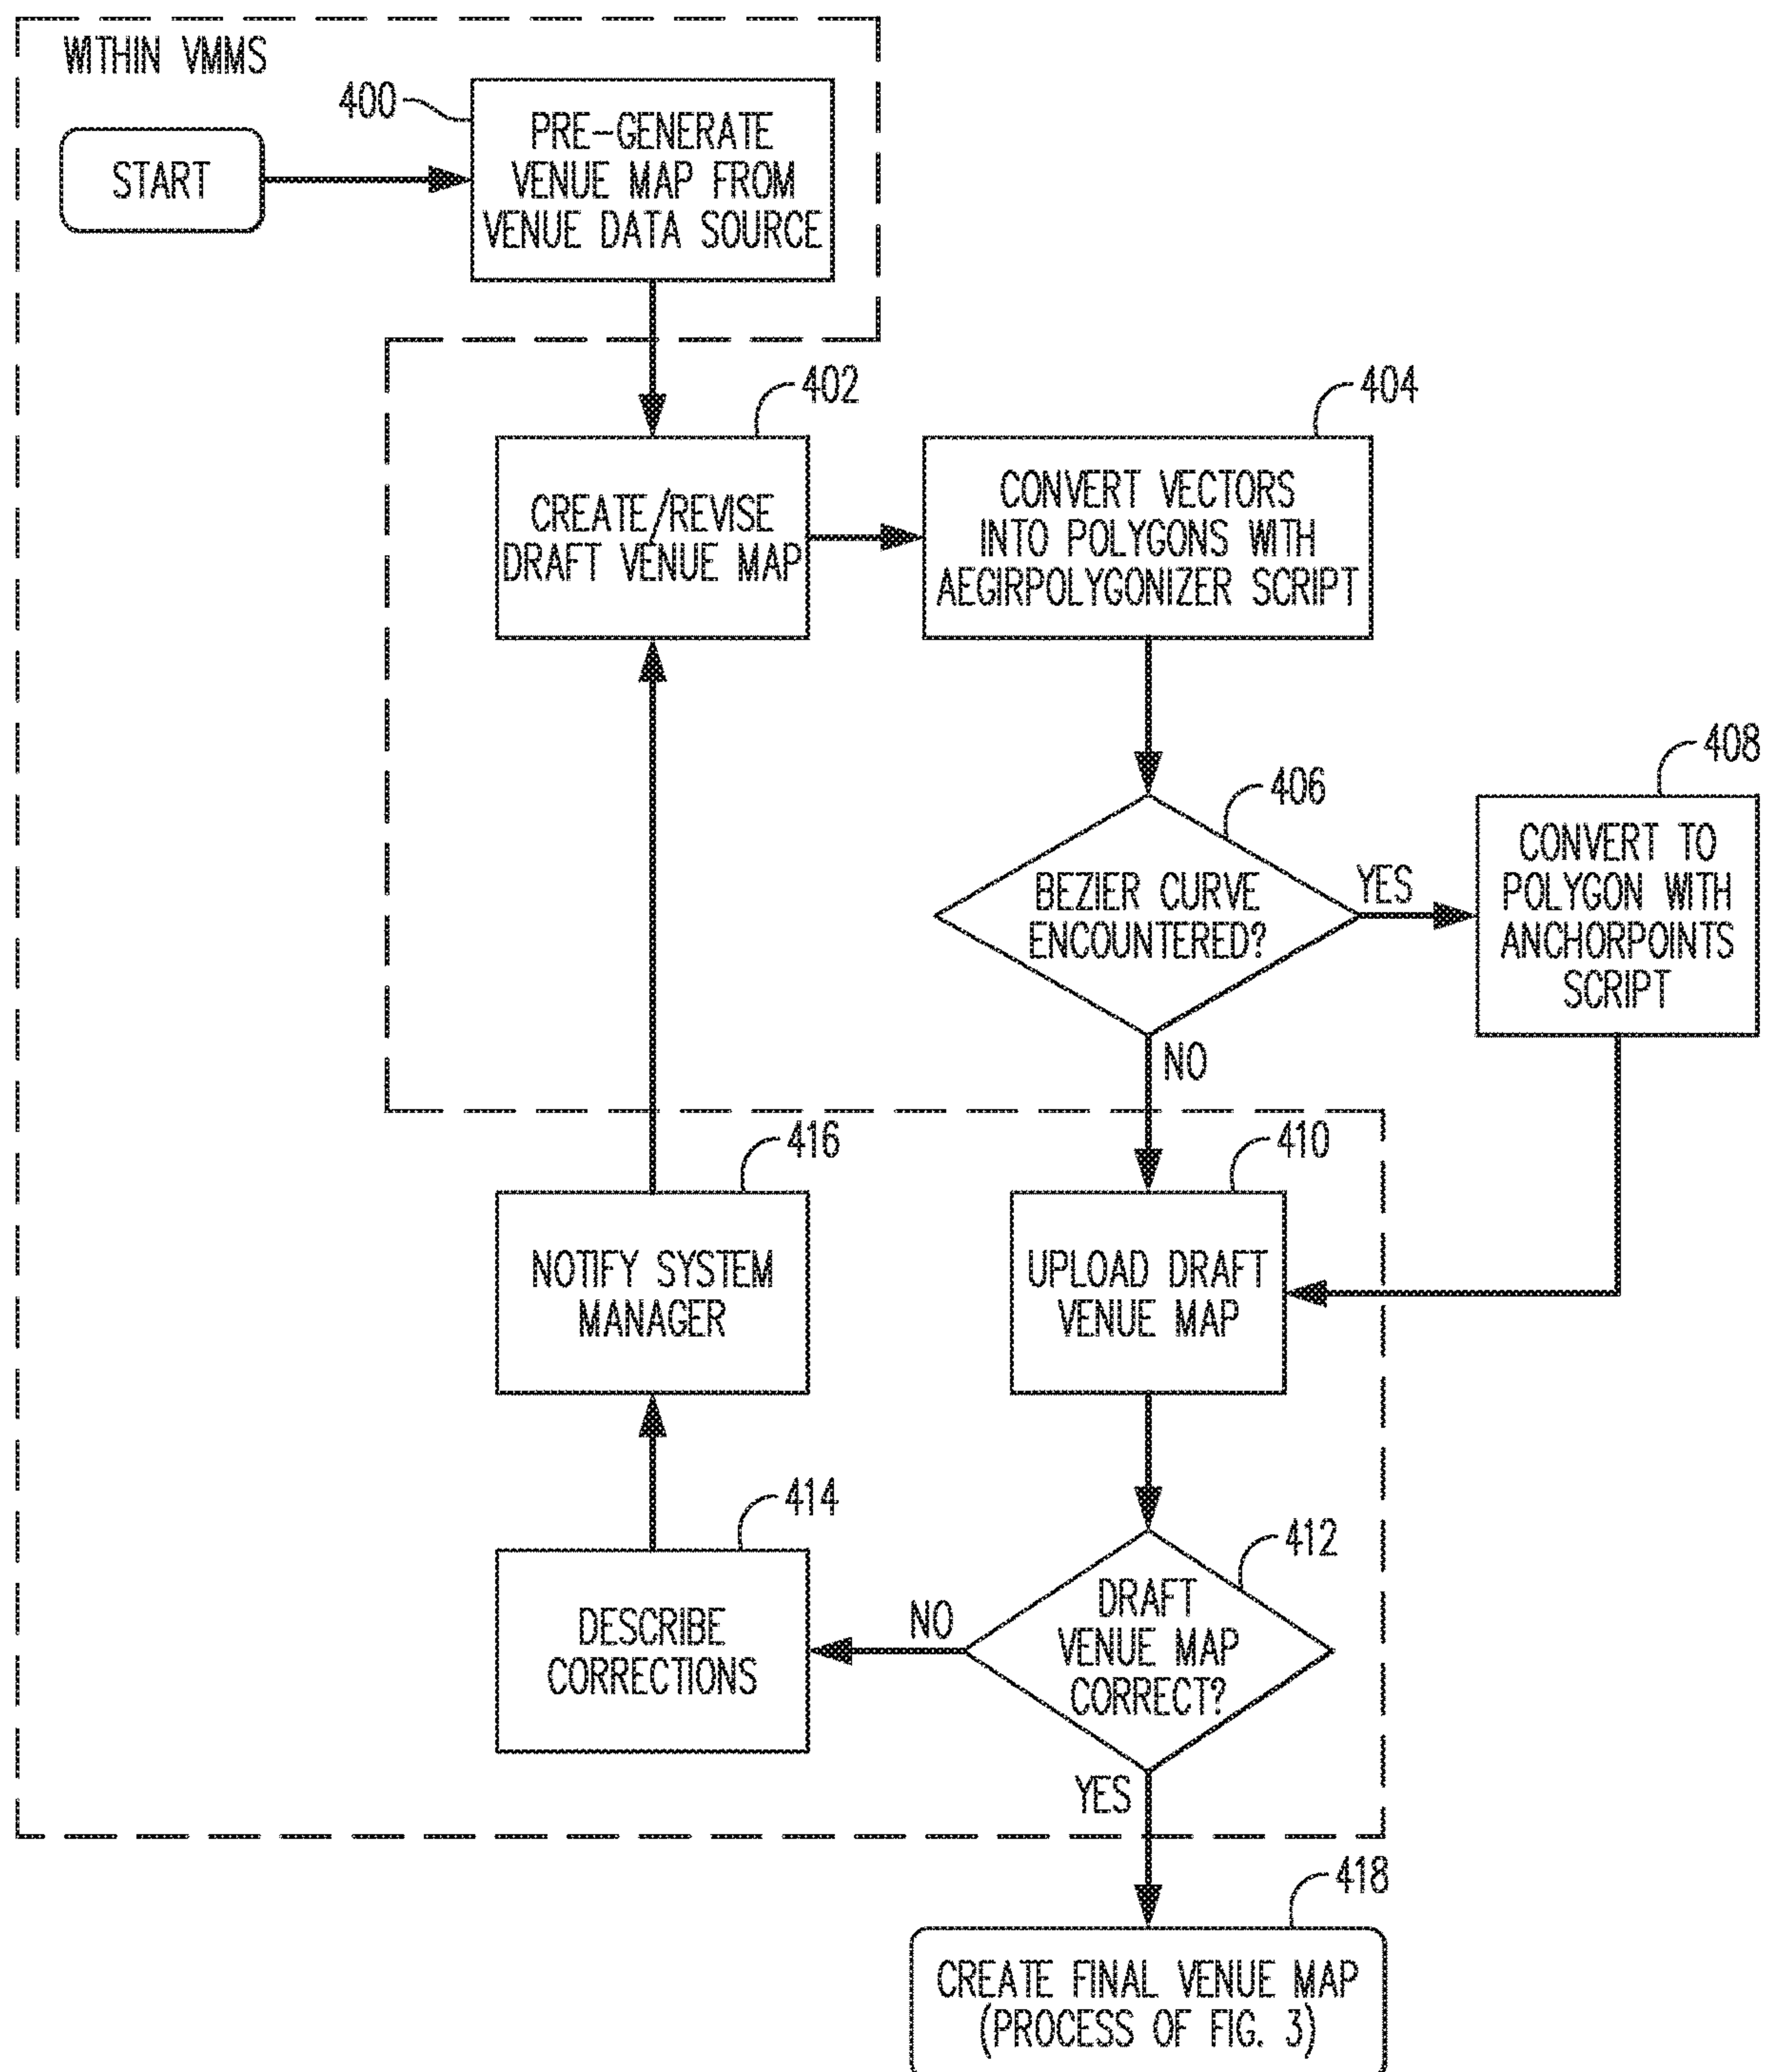 WITHIN VMMS
START
400
PRE-GENERATE
VENUE MAP FROM
VENUE DATA SOURCE
402
CREATE/REVISE
DRAFT VENUE MAP
404
CONVERT VECTORS
INTO POLYGONS WITH
AEGIRPOLYGONIZER SCRIPT
406
BEZIER CURVE
ENCOUNTERED?
YES
NO
408
CONVERT TO
POLYGON WITH
ANCHORPOINTS
SCRIPT
416
NOTIFY SYSTEM
MANAGER
410
UPLOAD DRAFT
VENUE MAP
414
DESCRIBE
CORRECTIONS
NO
412
DRAFT
VENUE MAP
CORRECT?
YES
418
CREATE FINAL VENUE MAP
(PROCESS OF FIG. 3)